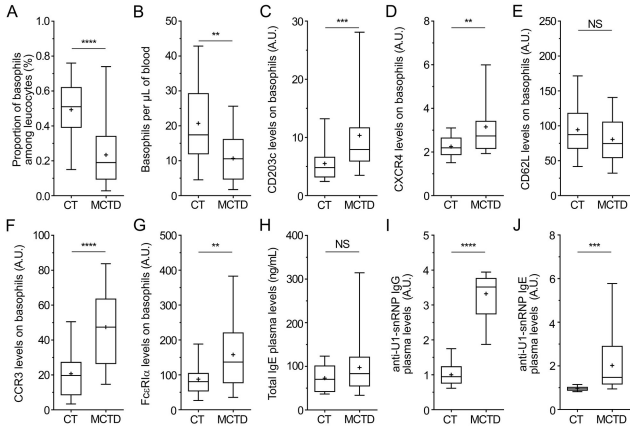 A
Proportion of basophils
among leucocytes (%)
1.0
0.8
0.6
0.4
0.2
0.0
****
CT MCTD
B
Basophils per µL of blood
50
40
30
20
10
0
**
CT MCTD
C
CD203c levels on basophils (A.U.)
30
20
10
0
***
CT MCTD
D
CXCR4 levels on basophils (A.U.)
8
6
4
2
0
**
CT MCTD
E
CD62L levels on basophils (A.U.)
250
200
150
100
50
0
NS
CT MCTD
F
CCR3 levels on basophils (A.U.)
100
80
60
40
20
0
****
CT MCTD
G
FcεRIα levels on basophils (A.U.)
500
400
300
200
100
0
**
CT MCTD
H
Total IgE plasma levels (ng/mL)
400
300
200
100
0
NS
CT MCTD
I
anti-U1-snRNP IgG
plasma levels (A.U.)
5
4
3
2
1
0
****
CT MCTD
J
anti-U1-snRNP IgE
plasma levels (A.U.)
8
6
4
2
0
***
CT MCTD